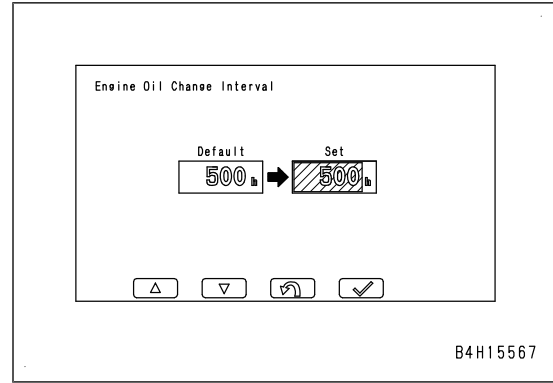 Engine Oil Change Interval
Default Set
500 h 500 h
B4H15567